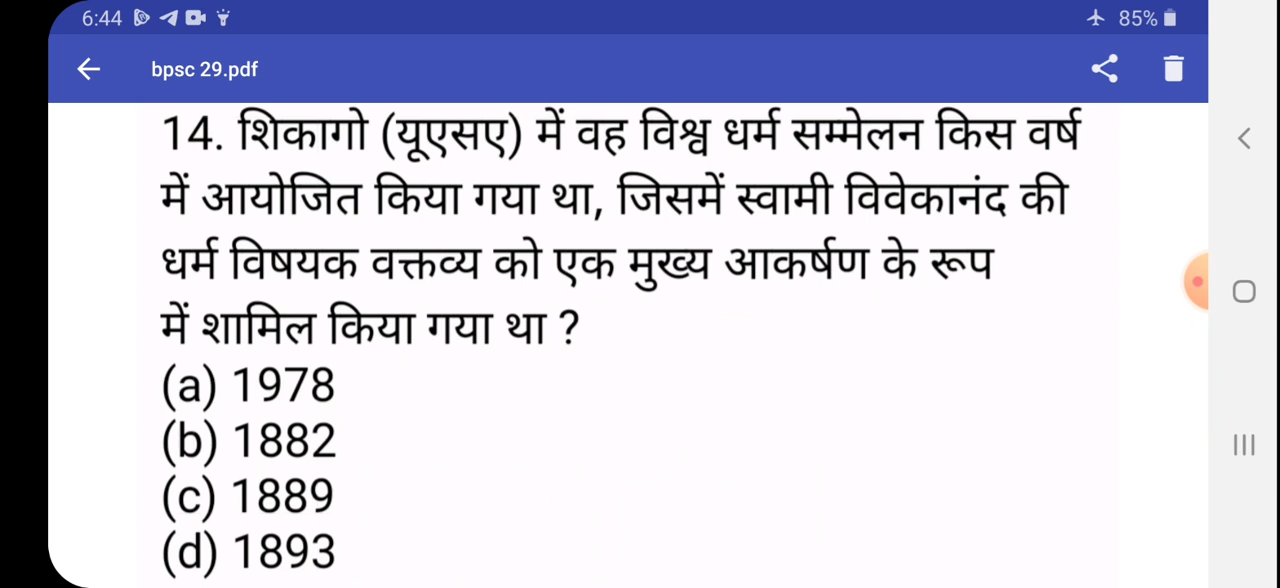 6:44 85%
bpsc 29.pdf
14. शिकागो (यूएसए) में वह विश्व धर्म सम्मेलन किस वर्ष
में आयोजित किया गया था, जिसमें स्वामी विवेकानंद की
धर्म विषयक वक्तव्य को एक मुख्य आकर्षण के रूप
में शामिल किया गया था ?
(a) 1978
(b) 1882
(c) 1889
(d) 1893